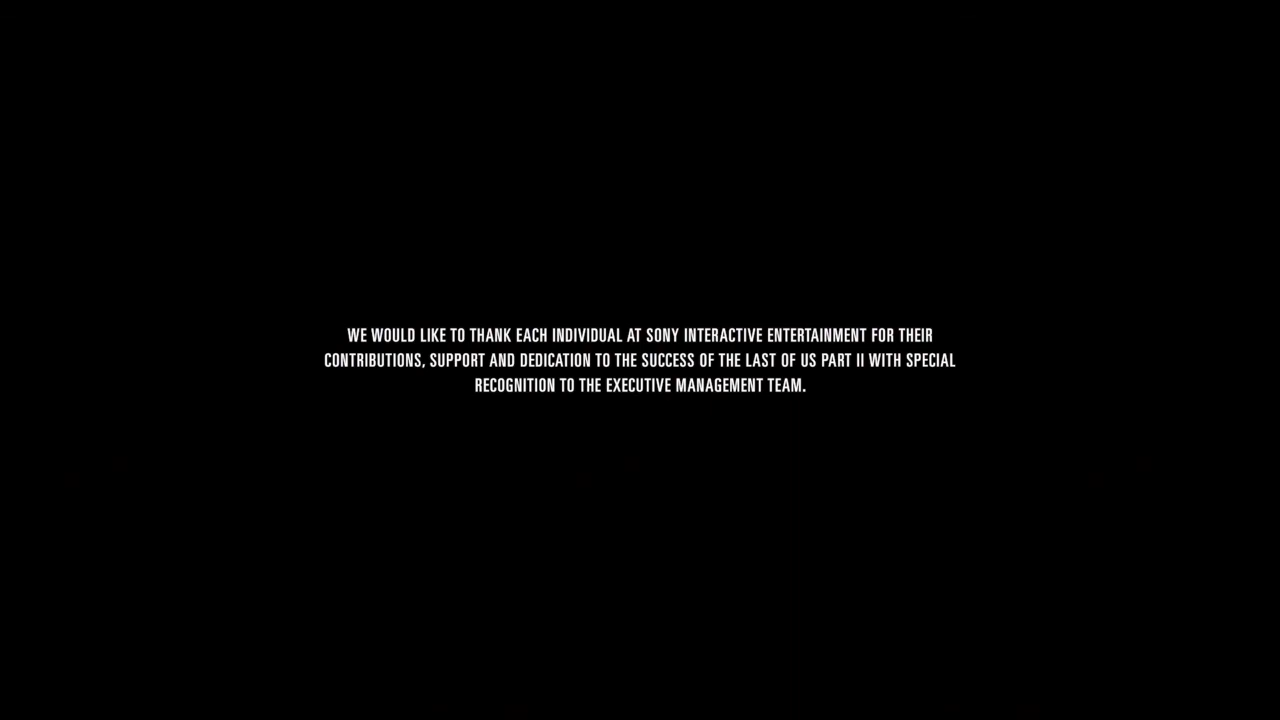 WE WOULD LIKE TO THANK EACH INDIVIDUAL AT SONY INTERACTIVE ENTERTAINMENT FOR THEIR
CONTRIBUTIONS, SUPPORT AND DEDICATION TO THE SUCCESS OF THE LAST OF US PART II WITH SPECIAL
RECOGNITION TO THE EXECUTIVE MANAGEMENT TEAM.